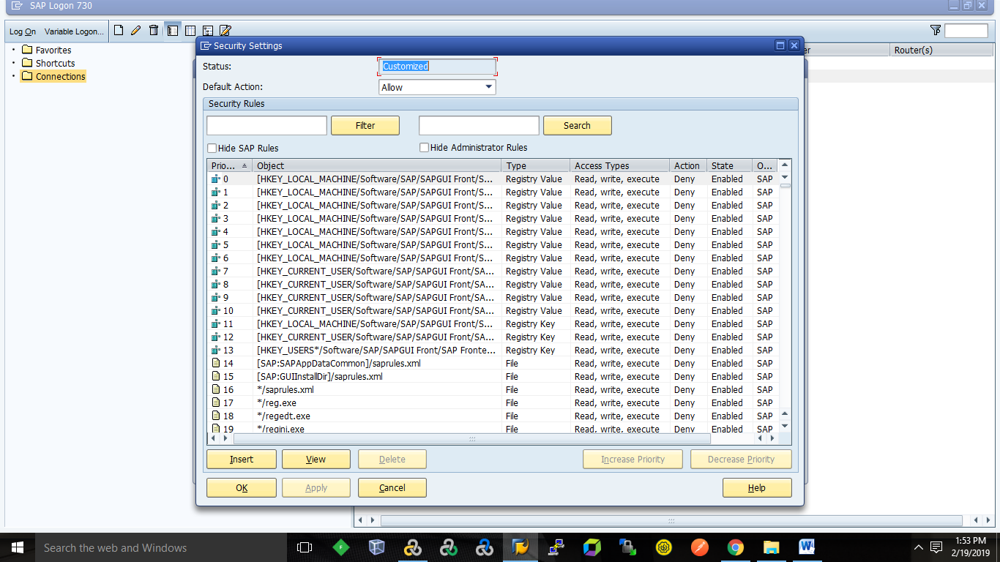 SAP Logon 730
Log On Variable Logon...
Favorites
Shortcuts
Connections
er Router(s)
Security Settings
Status: Customized
Default Action: Allow
Security Rules
Filter Search
Hide SAP Rules Hide Administrator Rules
Prio... Object Type Access Types Action State O...
0 [HKEY_LOCAL_MACHINE/Software/SAP/SAPGUI Front/S... Registry Value Read, write, execute Deny Enabled SAP
1 [HKEY_LOCAL_MACHINE/Software/SAP/SAPGUI Front/S... Registry Value Read, write, execute Deny Enabled SAP
2 [HKEY_LOCAL_MACHINE/Software/SAP/SAPGUI Front/S... Registry Value Read, write, execute Deny Enabled SAP
3 [HKEY_LOCAL_MACHINE/Software/SAP/SAPGUI Front/S... Registry Value Read, write, execute Deny Enabled SAP
4 [HKEY_LOCAL_MACHINE/Software/SAP/SAPGUI Front/S... Registry Value Read, write, execute Deny Enabled SAP
5 [HKEY_LOCAL_MACHINE/Software/SAP/SAPGUI Front/S... Registry Value Read, write, execute Deny Enabled SAP
6 [HKEY_LOCAL_MACHINE/Software/SAP/SAPGUI Front/S... Registry Value Read, write, execute Deny Enabled SAP
7 [HKEY_CURRENT_USER/Software/SAP/SAPGUI Front/SA... Registry Value Read, write, execute Deny Enabled SAP
8 [HKEY_CURRENT_USER/Software/SAP/SAPGUI Front/SA... Registry Value Read, write, execute Deny Enabled SAP
9 [HKEY_CURRENT_USER/Software/SAP/SAPGUI Front/SA... Registry Value Read, write, execute Deny Enabled SAP
10 [HKEY_CURRENT_USER/Software/SAP/SAPGUI Front/SA... Registry Value Read, write, execute Deny Enabled SAP
11 [HKEY_LOCAL_MACHINE/Software/SAP/SAPGUI Front/S... Registry Key Read, write, execute Deny Enabled SAP
12 [HKEY_CURRENT_USER/Software/SAP/SAPGUI Front/SA... Registry Key Read, write, execute Deny Enabled SAP
13 [HKEY_USERS*/Software/SAP/SAPGUI Front/SAP Fronte... Registry Key Read, write, execute Deny Enabled SAP
14 [SAP:SAPAppDataCommon]/saprules.xml File Read, write, execute Deny Enabled SAP
15 [SAP:GUIInstallDir]/saprules.xml File Read, write, execute Deny Enabled SAP
16 */saprules.xml File Read, write, execute Deny Enabled SAP
17 */reg.exe File Read, write, execute Deny Enabled SAP
18 */regedt.exe File Read, write, execute Deny Enabled SAP
19 */regini.exe File Read, write, execute Deny Enabled SAP
Insert View Delete Increase Priority Decrease Priority
OK Apply Cancel Help
Search the web and Windows
1:53 PM
2/19/2019